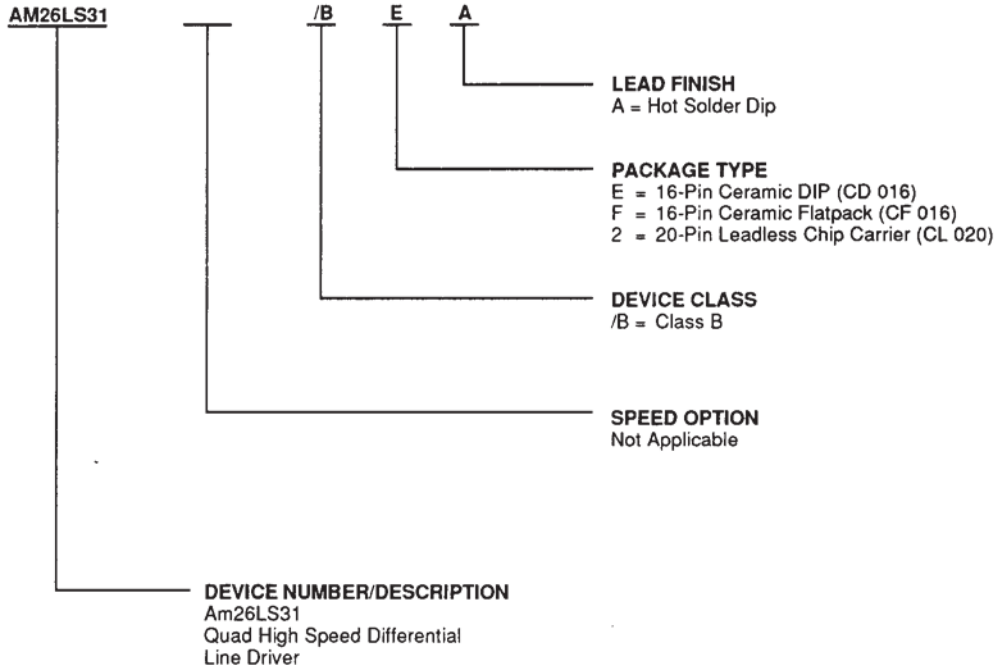 AM26LS31 /B E A
LEAD FINISH
A = Hot Solder Dip
PACKAGE TYPE
E = 16-Pin Ceramic DIP (CD 016)
F = 16-Pin Ceramic Flatpack (CF 016)
2 = 20-Pin Leadless Chip Carrier (CL 020)
DEVICE CLASS
/B = Class B
SPEED OPTION
Not Applicable
DEVICE NUMBER/DESCRIPTION
Am26LS31
Quad High Speed Differential
Line Driver